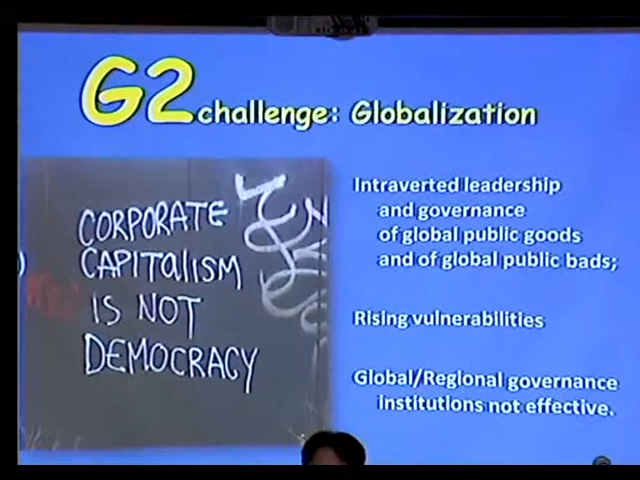 G2 challenge: Globalization
CORPORATE
CAPITALISM
IS NOT
DEMOCRACY
Intraverted leadership
and governance
of global public goods
and of global public bads;
Rising vulnerabilities
Global/Regional governance
institutions not effective.